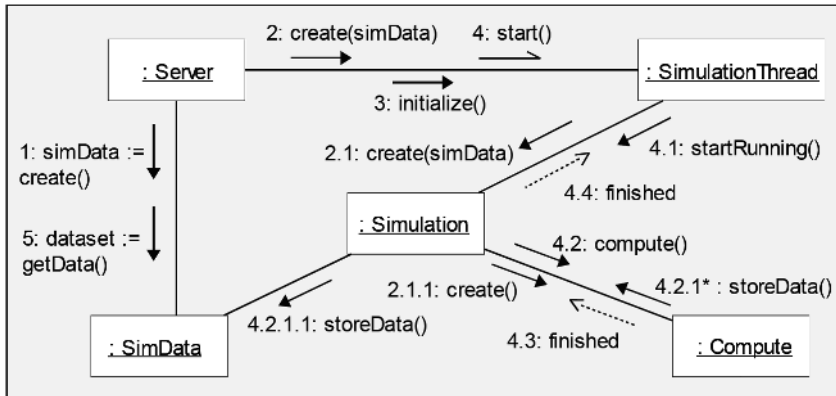 2: create(simData)
4: start()
: Server
: SimulationThread
3: initialize()
1: simData :=
create()
2.1: create(simData)
4.1: startRunning()
4.4: finished
: Simulation
5: dataset :=
getData()
4.2: compute()
2.1.1: create()
4.2.1* : storeData()
4.2.1.1: storeData()
4.3: finished
: SimData
: Compute